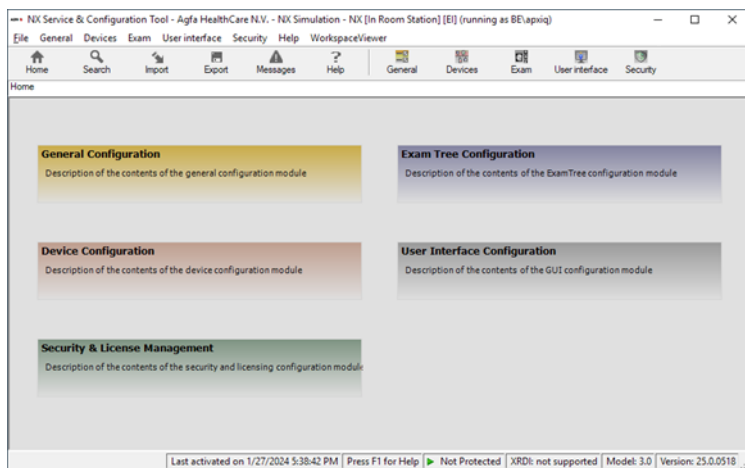 NX Service & Configuration Tool - Agfa HealthCare N.V. - NX Simulation - NX [In Room Station] [EI] (running as BE\apxiq)
File General Devices Exam User interface Security Help WorkspaceViewer
Home Search Import Export Messages Help General Devices Exam User interface Security
Home
General Configuration
Description of the contents of the general configuration module
Exam Tree Configuration
Description of the contents of the ExamTree configuration module
Device Configuration
Description of the contents of the device configuration module
User Interface Configuration
Description of the contents of the GUI configuration module
Security & License Management
Description of the contents of the security and licensing configuration module
Last activated on 1/27/2024 5:38:42 PM Press F1 for Help Not Protected XRDI: not supported Model: 3.0 Version: 25.0.0518